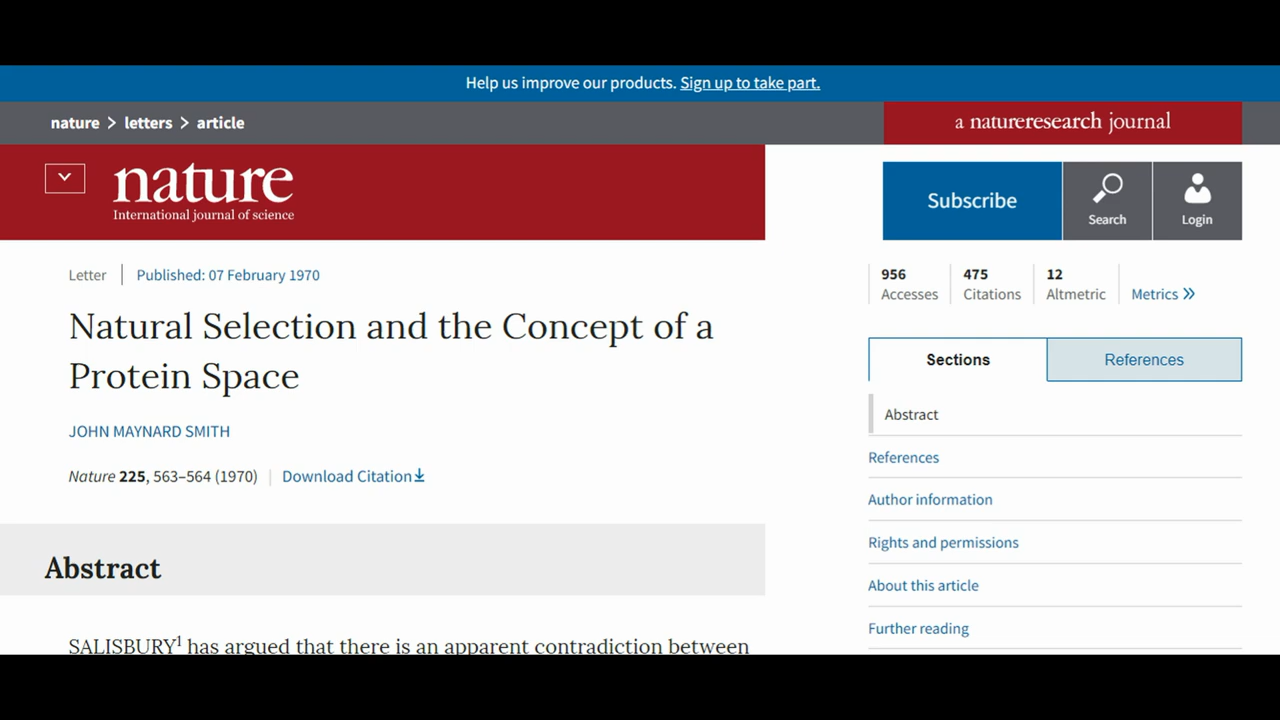 Help us improve our products. Sign up to take part.
nature > letters > article
a natureresearch journal
nature
International journal of science
Subscribe
Search
Login
Letter | Published: 07 February 1970
956 Accesses
475 Citations
12 Altmetric
Metrics »
Natural Selection and the Concept of a
Protein Space
JOHN MAYNARD SMITH
Nature 225, 563–564 (1970) | Download Citation
Abstract
SALISBURY1 has argued that there is an apparent contradiction between
Sections
References
Abstract
References
Author information
Rights and permissions
About this article
Further reading